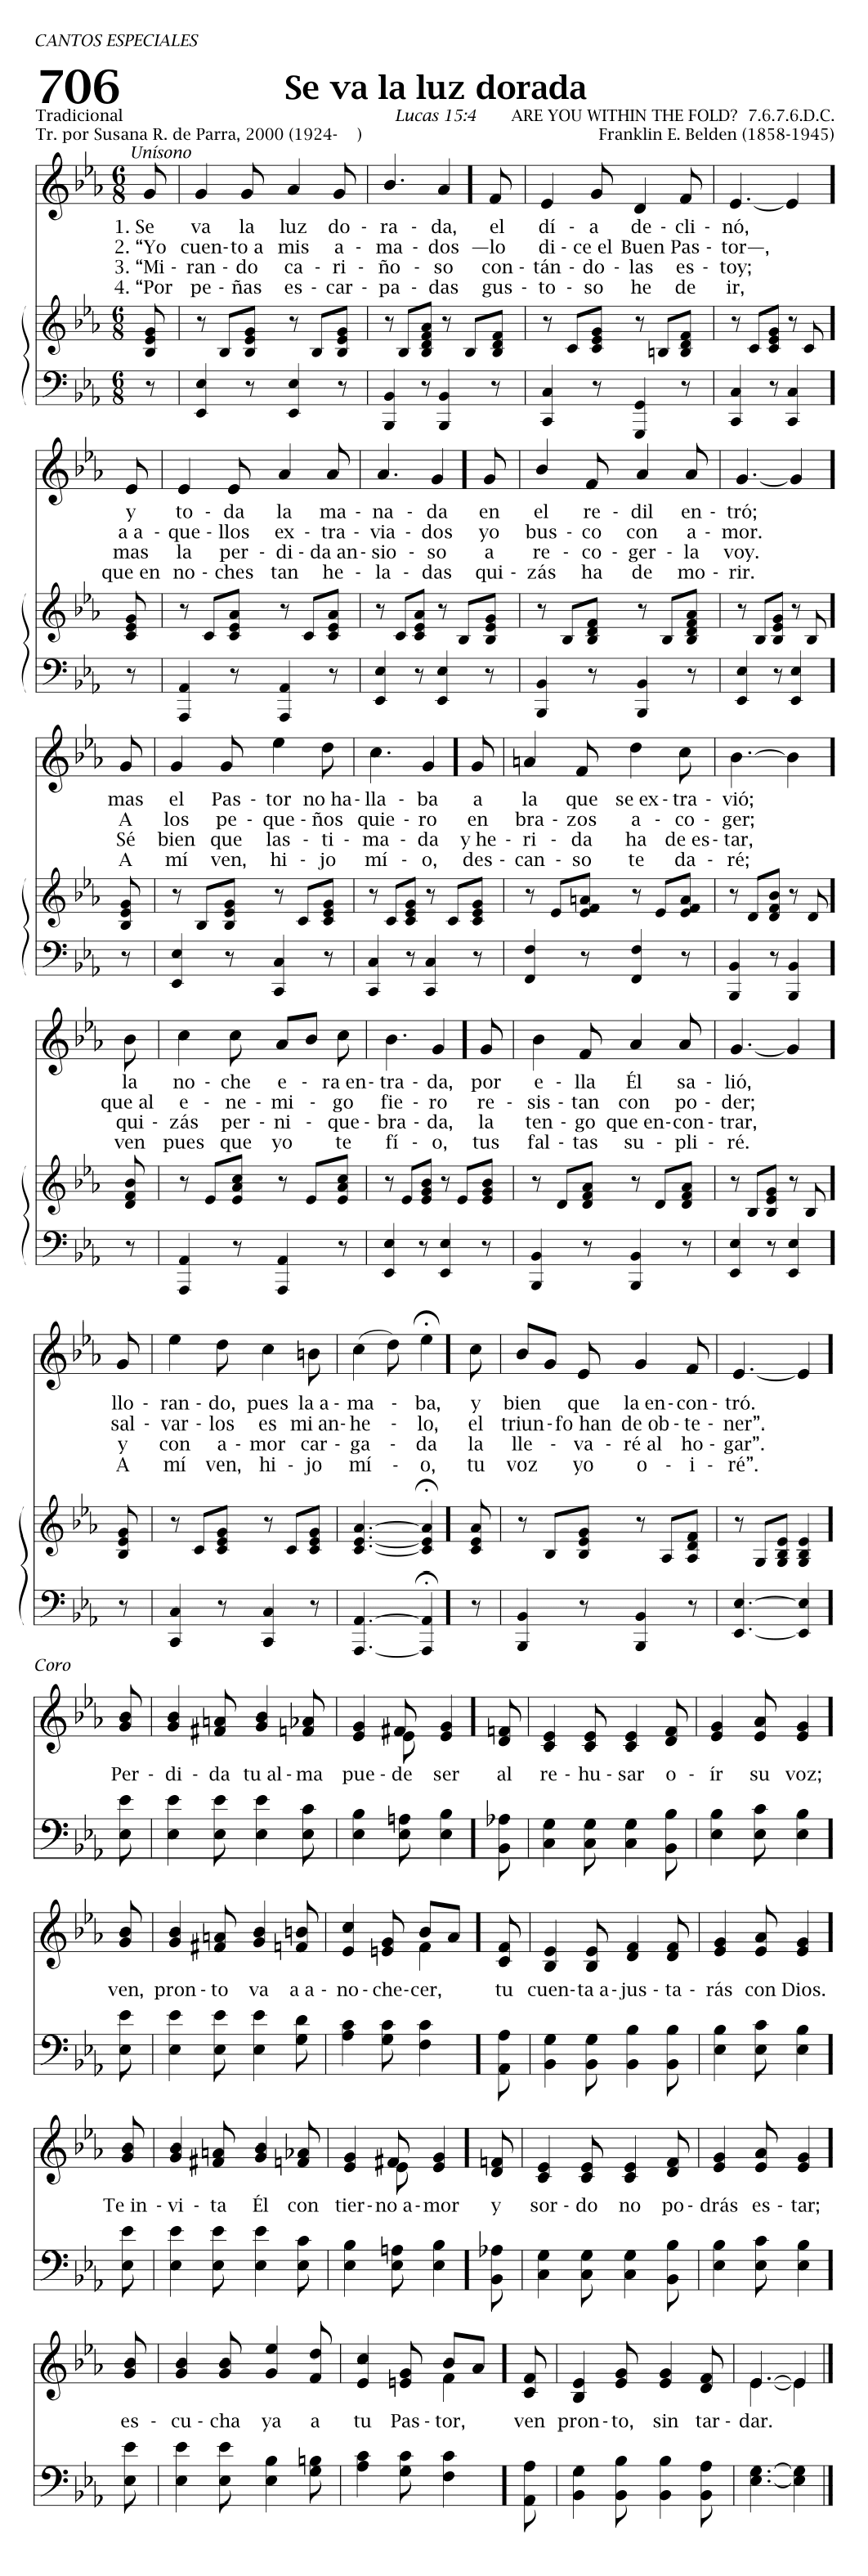 CANTOS ESPECIALES
706 Se va la luz dorada
Tradicional Lucas 15:4 ARE YOU WITHIN THE FOLD? 7.6.7.6.D.C.
Tr. por Susana R. de Parra, 2000 (1924- ) Franklin E. Belden (1858-1945)
Unísono
6 8
1. Se va la luz do - ra - da, el dí - a de - cli - nó,
2. “Yo cuen - to a mis a - ma - dos —lo di - ce el Buen Pas - tor—,
3. “Mi - ran - do ca - ri - ño - so con - tán - do - las es - toy;
4. “Por pe - ñas es - car - pa - das gus - to - so he de ir,
6 8
6 8
y to - da la ma - na - da en el re - dil en - tró;
a a - que - llos ex - tra - via - dos yo bus - co con a - mor.
mas la per - di - da an - sio - so a re - co - ger - la voy.
que en no - ches tan he - la - das qui - zás ha de mo - rir.
mas el Pas - tor no ha - lla - ba a la que se ex - tra - vió;
A los pe - que - ños quie - ro en bra - zos a - co - ger;
Sé bien que las - ti - ma - da y he - ri - da ha de es - tar,
A mí ven, hi - jo mí - o, des - can - so te da - ré;
la no - che e - ra en - tra - da, por e - lla Él sa - lió,
que al e - ne - mi - go fie - ro re - sis - tan con po - der;
qui - zás per - ni - que - bra - da, la ten - go que en - con - trar,
ven pues que yo te fí - o, tus fal - tas su - pli - ré.
llo - ran - do, pues la a - ma - ba, y bien que la en - con - tró.
sal - var - los es mi an - he - lo, el triun - fo han de ob - te - ner”.
y con a - mor car - ga - da la lle - va - ré al ho - gar”.
A mí ven, hi - jo mí - o, tu voz yo o - i - ré”.
Coro
Per - di - da tu al - ma pue - de ser al re - hu - sar o - ír su voz;
ven, pron - to va a a - no - che - cer, tu cuen - ta a - jus - ta - rás con Dios.
Te in - vi - ta Él con tier - no a - mor y sor - do no po - drás es - tar;
es - cu - cha ya a tu Pas - tor, ven pron - to, sin tar - dar.